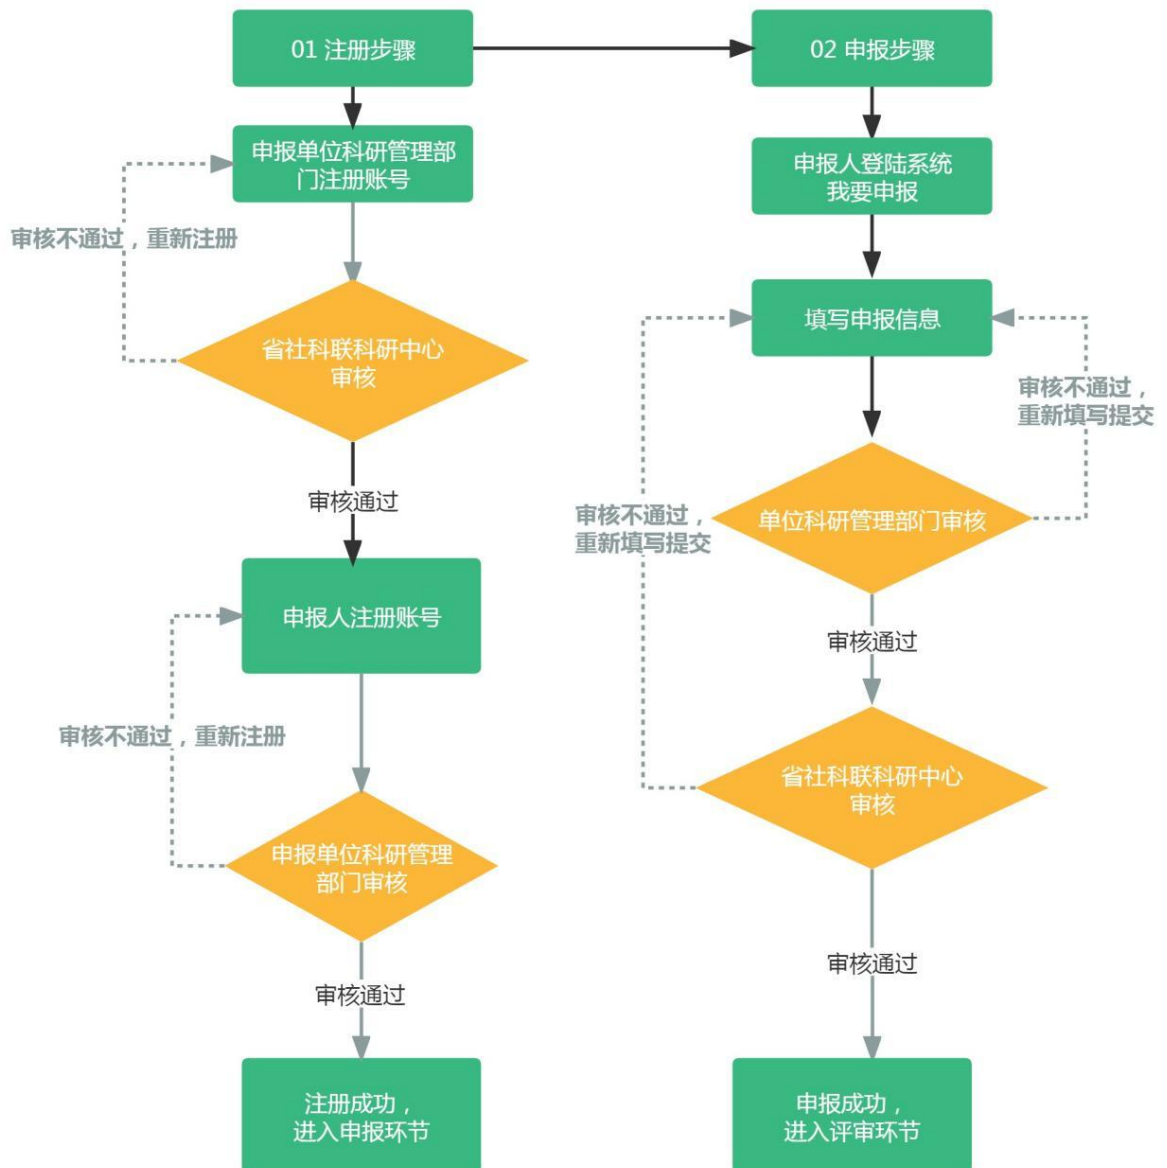 01 注册步骤
申报单位科研管理部
门注册账号
审核不通过，重新注册
省社科联科研中心
审核
审核通过
申报人注册账号
审核不通过，重新注册
申报单位科研管理
部门审核
审核通过
注册成功，
进入申报环节
02 申报步骤
申报人登陆系统
我要申报
填写申报信息
审核不通过，
重新填写提交
单位科研管理部门审核
审核不通过，
重新填写提交
审核通过
省社科联科研中心
审核
审核通过
申报成功，
进入评审环节